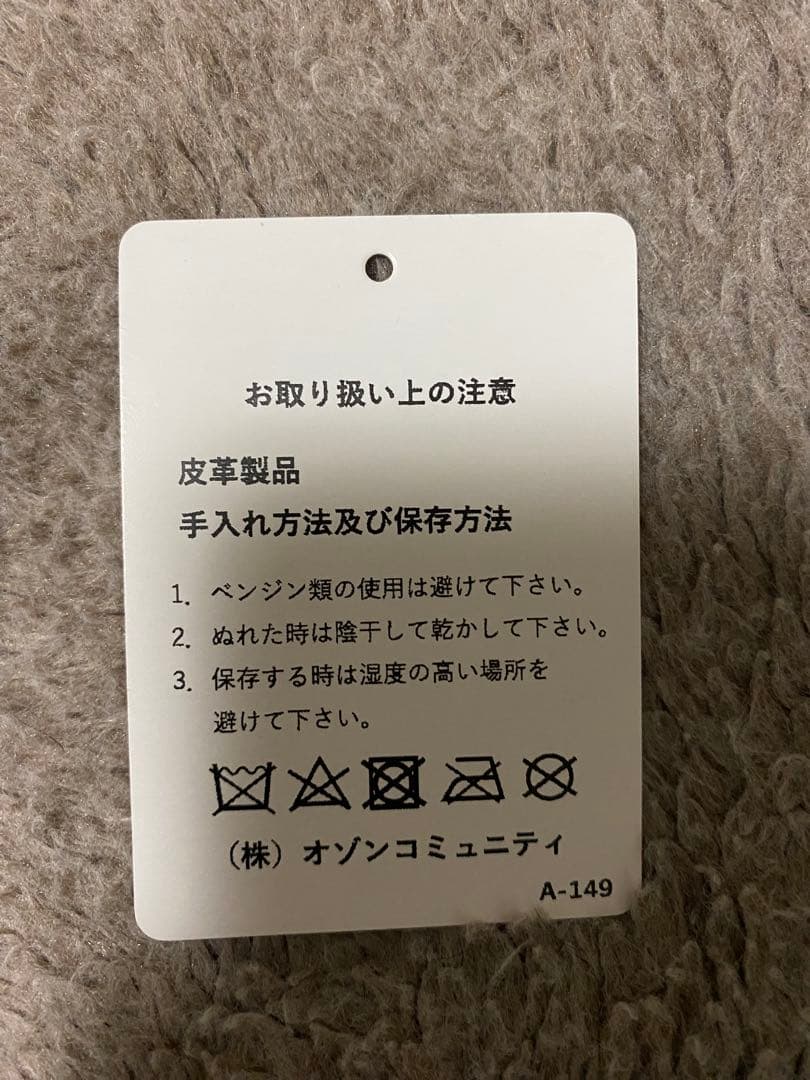 お取り扱い上の注意
皮革製品
手入れ方法及び保存方法
1. ベンジン類の使用は避けて下さい。
2. ぬれた時は陰干して乾かして下さい。
3. 保存する時は湿度の高い場所を
避けて下さい。
（株）オゾンコミュニティ
A-149